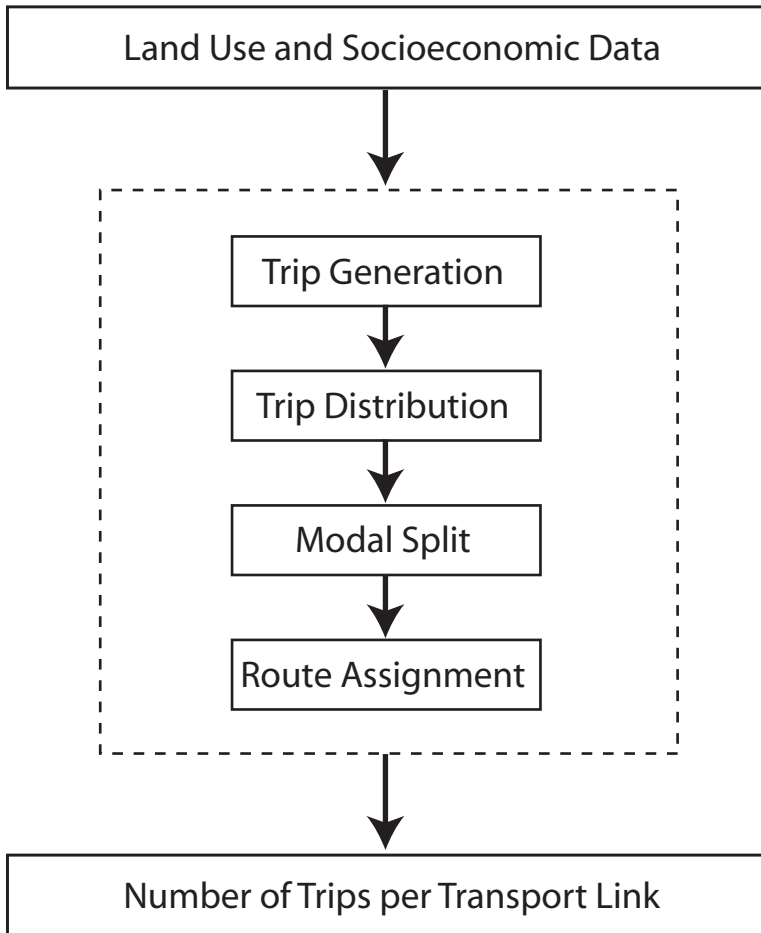 Land Use and Socioeconomic Data
Trip Generation
Trip Distribution
Modal Split
Route Assignment
Number of Trips per Transport Link